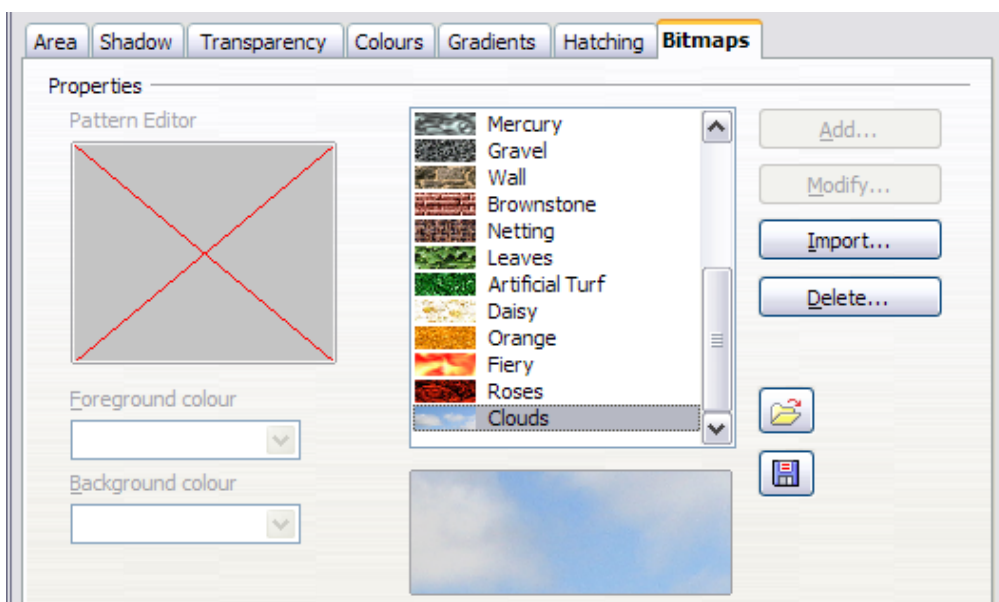 Area Shadow Transparency Colours Gradients Hatching Bitmaps
Properties
Pattern Editor
Mercury
Gravel
Wall
Brownstone
Netting
Leaves
Artificial Turf
Daisy
Orange
Fiery
Roses
Clouds
Add...
Modify...
Import...
Delete...
Foreground colour
Background colour